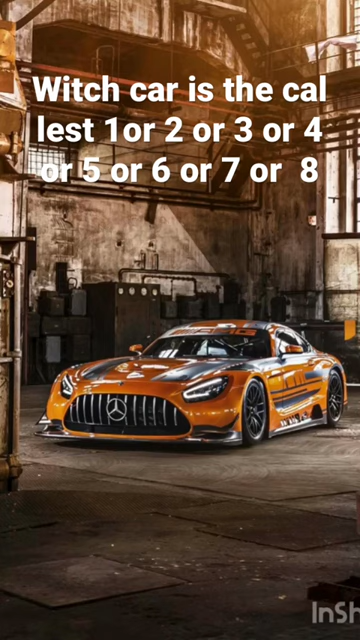 Witch car is the cal
lest 1or 2 or 3 or 4
or 5 or 6 or 7 or 8
InSh